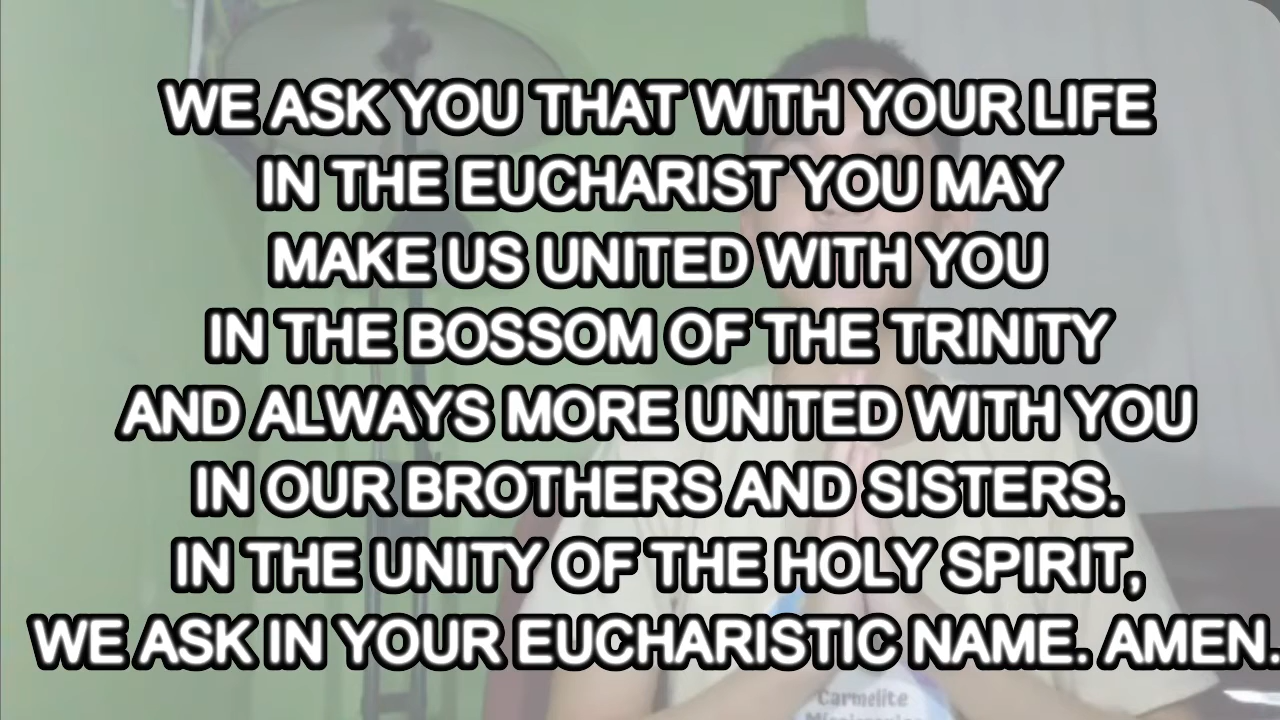 WE ASK YOU THAT WITH YOUR LIFE
IN THE EUCHARIST YOU MAY
MAKE US UNITED WITH YOU
IN THE BOSSOM OF THE TRINITY
AND ALWAYS MORE UNITED WITH YOU
IN OUR BROTHERS AND SISTERS.
IN THE UNITY OF THE HOLY SPIRIT,
WE ASK IN YOUR EUCHARISTIC NAME. AMEN.
Carmelite